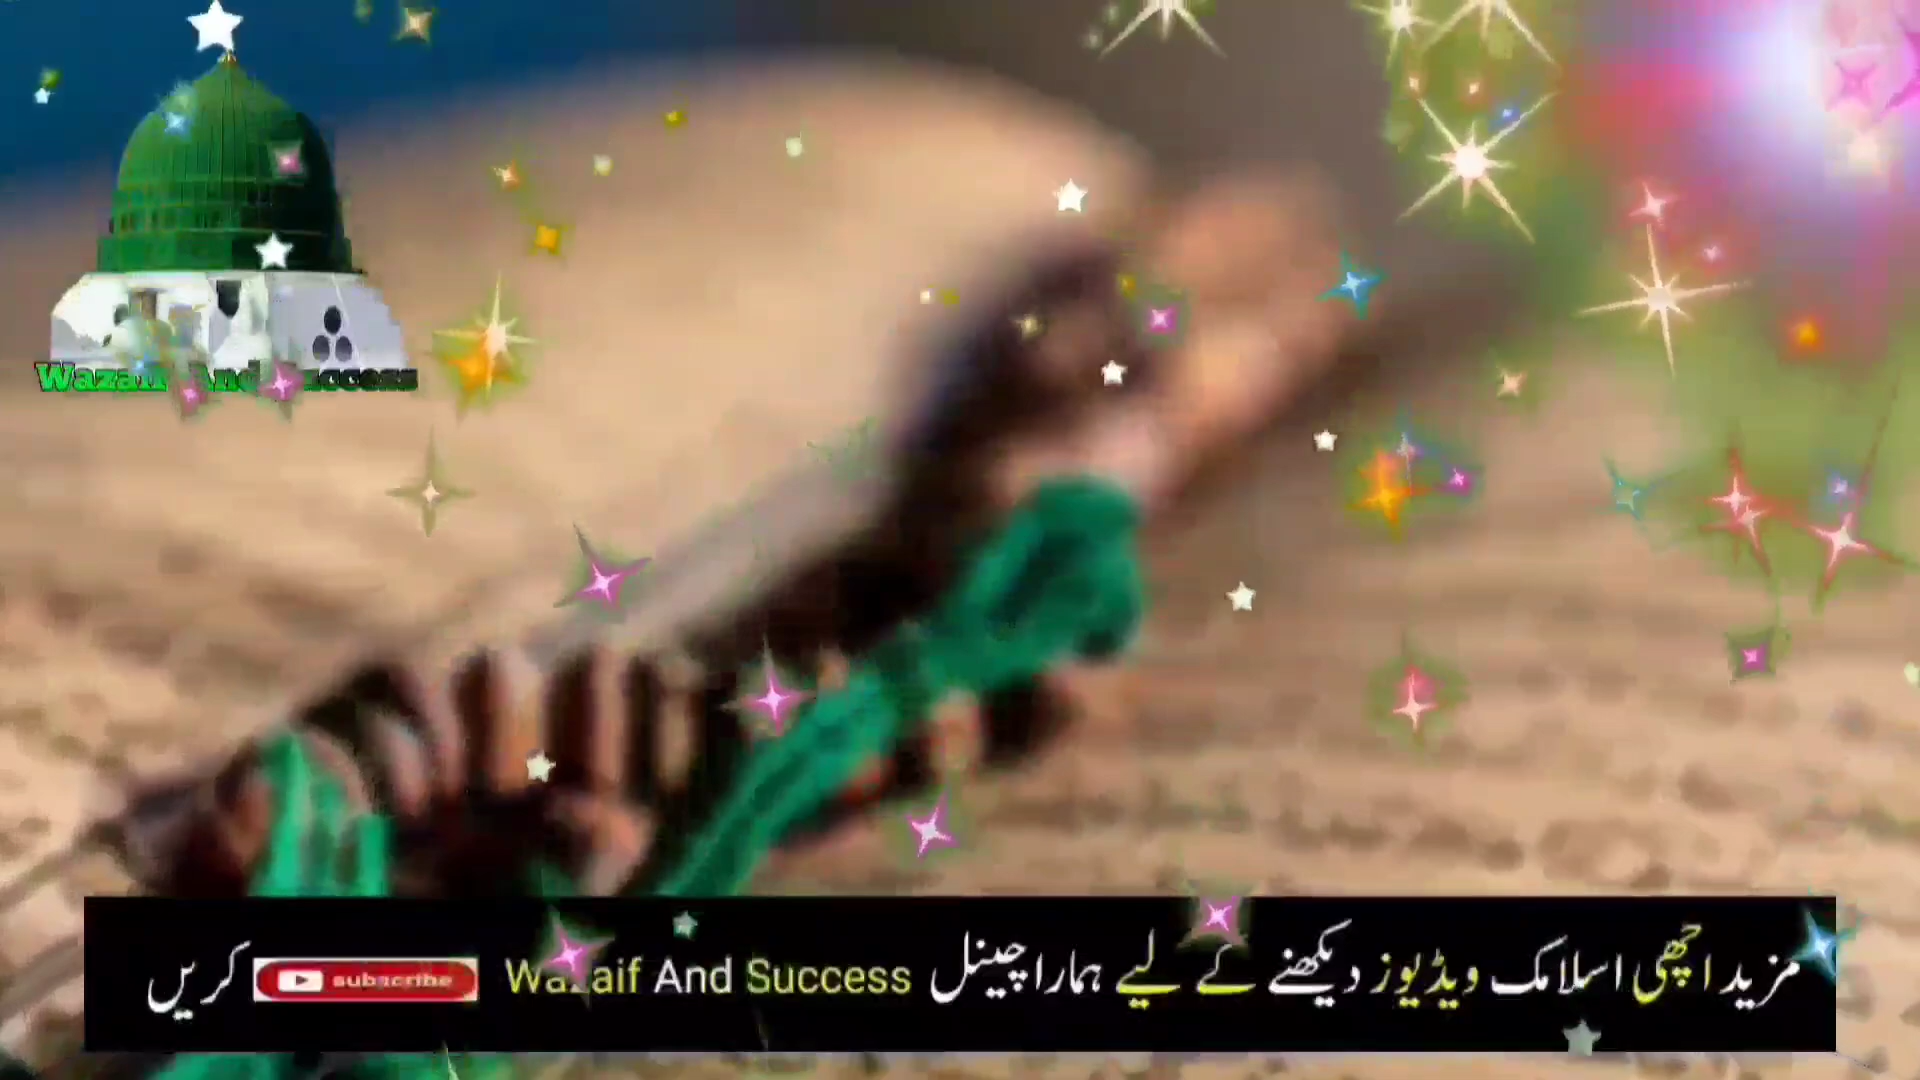 Wazaif And Success
مزید اچھی اسلامک ویڈیوز دیکھنے کے لیے ہمارا چینل Wazaif And Success subscribe کریں